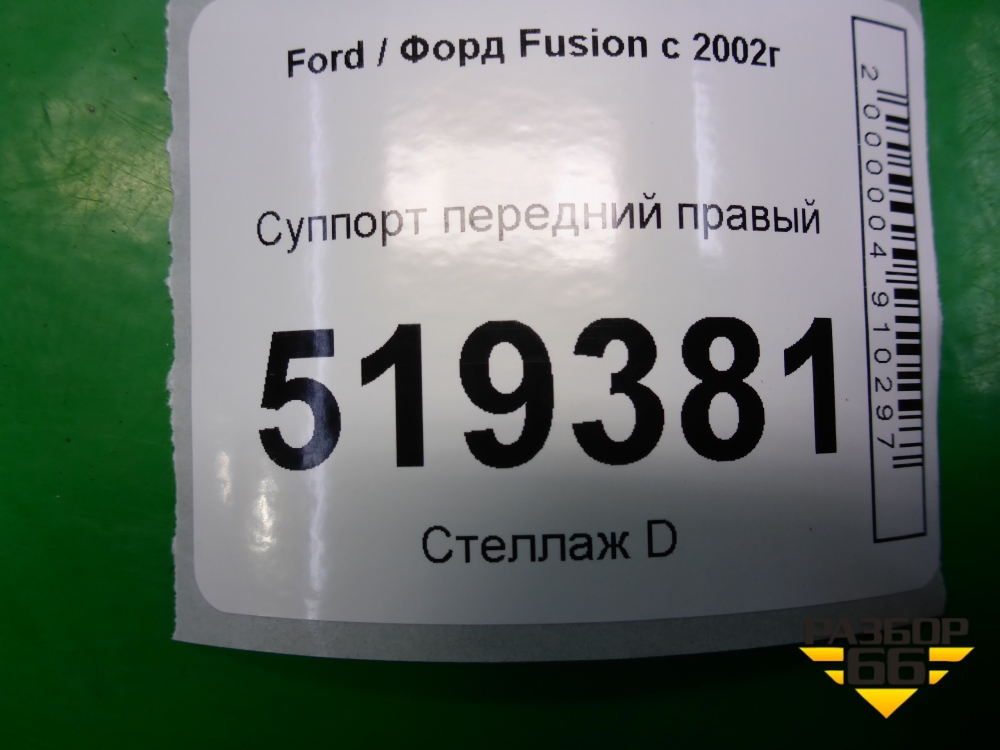 Ford / Форд Fusion с 2002г
Суппорт передний правый
519381
Стеллаж D
2000004910297
РАЗБОР
66